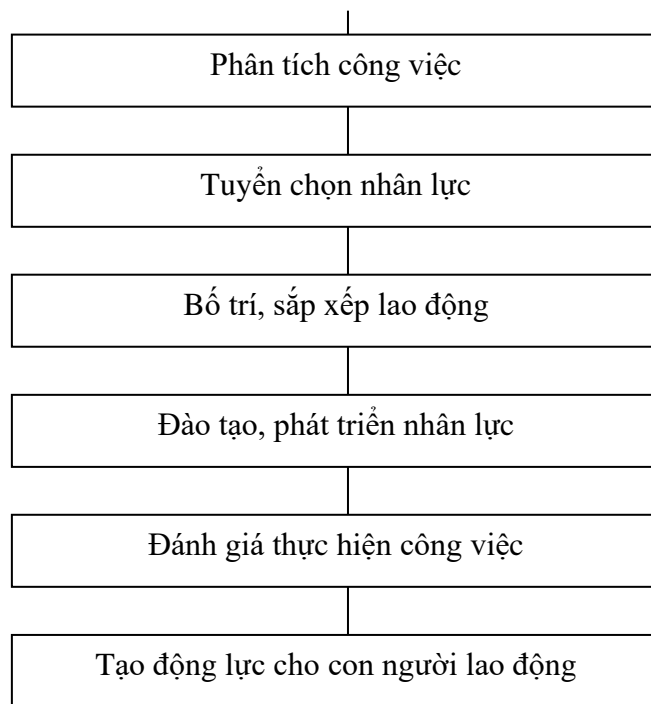 Phân tích công việc
Tuyển chọn nhân lực
Bố trí, sắp xếp lao động
Đào tạo, phát triển nhân lực
Đánh giá thực hiện công việc
Tạo động lực cho con người lao động